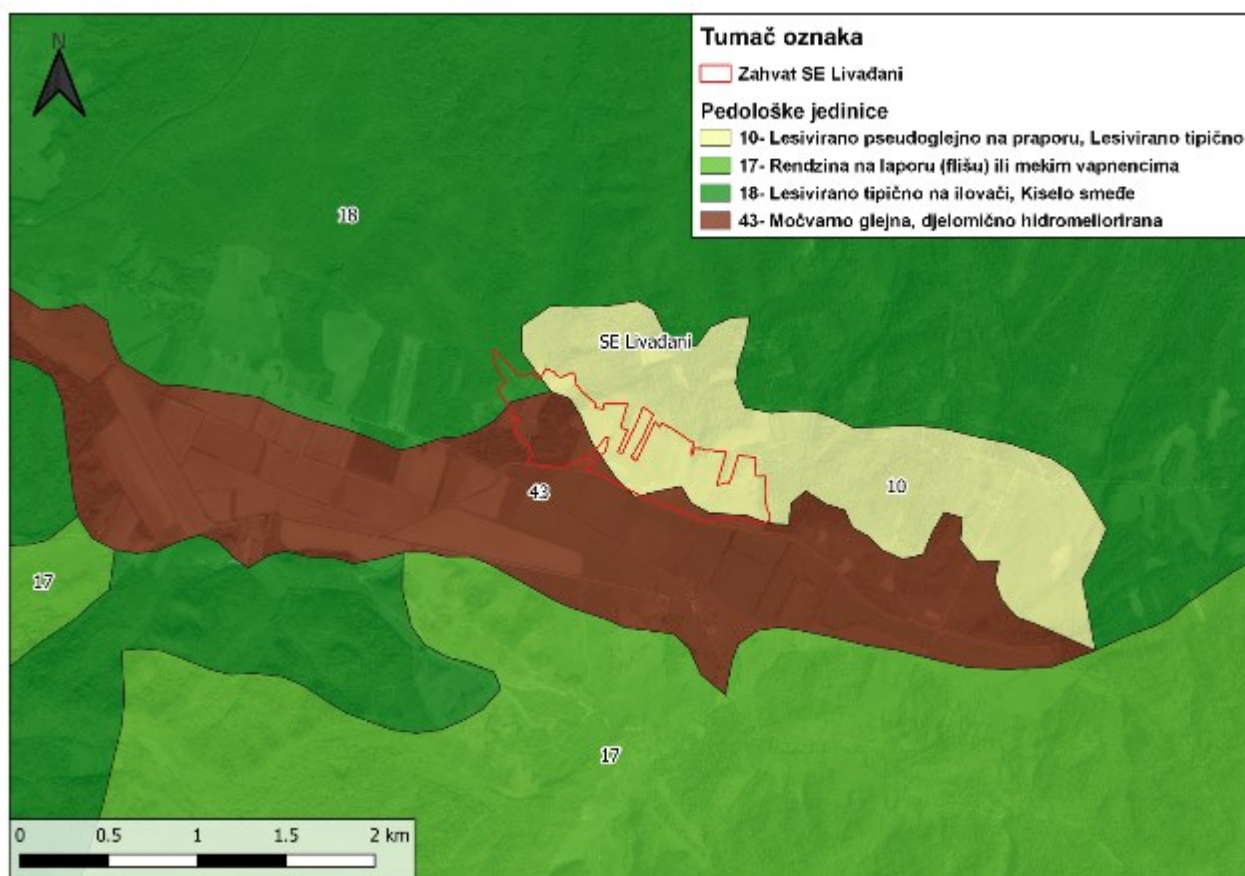 N
Tumač oznaka
Zahvat SE Livađani
Pedološke jedinice
10- Lesivirano pseudoglejno na praporu, Lesivirano tipično
17- Rendzina na laporu (flišu) ili mekim vapnencima
18- Lesivirano tipično na ilovači, Kiselo smeđe
43- Močvarno glejna, djelomično hidromeliorirana
18
SE Livađani
10
43
17
17
0 0.5 1 1.5 2 km